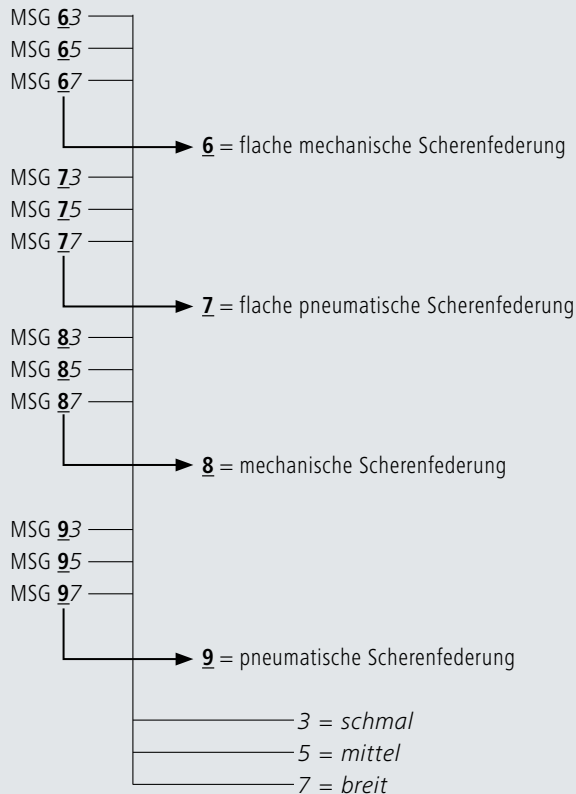 MSG 63
MSG 65
MSG 67
6 = flache mechanische Scherenfederung
MSG 73
MSG 75
MSG 77
7 = flache pneumatische Scherenfederung
MSG 83
MSG 85
MSG 87
8 = mechanische Scherenfederung
MSG 93
MSG 95
MSG 97
9 = pneumatische Scherenfederung
3 = schmal
5 = mittel
7 = breit